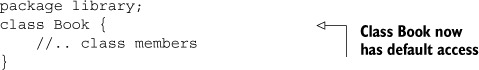 package library;
class Book {
//.. class members
}
Class Book now
has default access